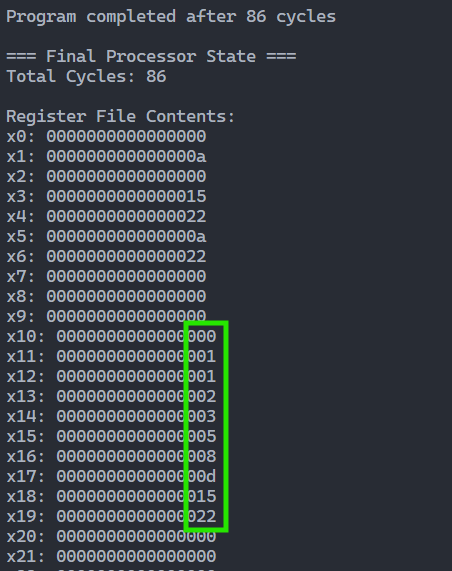 Program completed after 86 cycles
=== Final Processor State ===
Total Cycles: 86
Register File Contents:
x0: 0000000000000000
x1: 000000000000000a
x2: 0000000000000000
x3: 0000000000000015
x4: 0000000000000022
x5: 000000000000000a
x6: 0000000000000022
x7: 0000000000000000
x8: 0000000000000000
x9: 0000000000000000
x10: 0000000000000000
x11: 0000000000000001
x12: 0000000000000001
x13: 0000000000000002
x14: 0000000000000003
x15: 0000000000000005
x16: 0000000000000008
x17: 000000000000000d
x18: 0000000000000015
x19: 0000000000000022
x20: 0000000000000000
x21: 0000000000000000